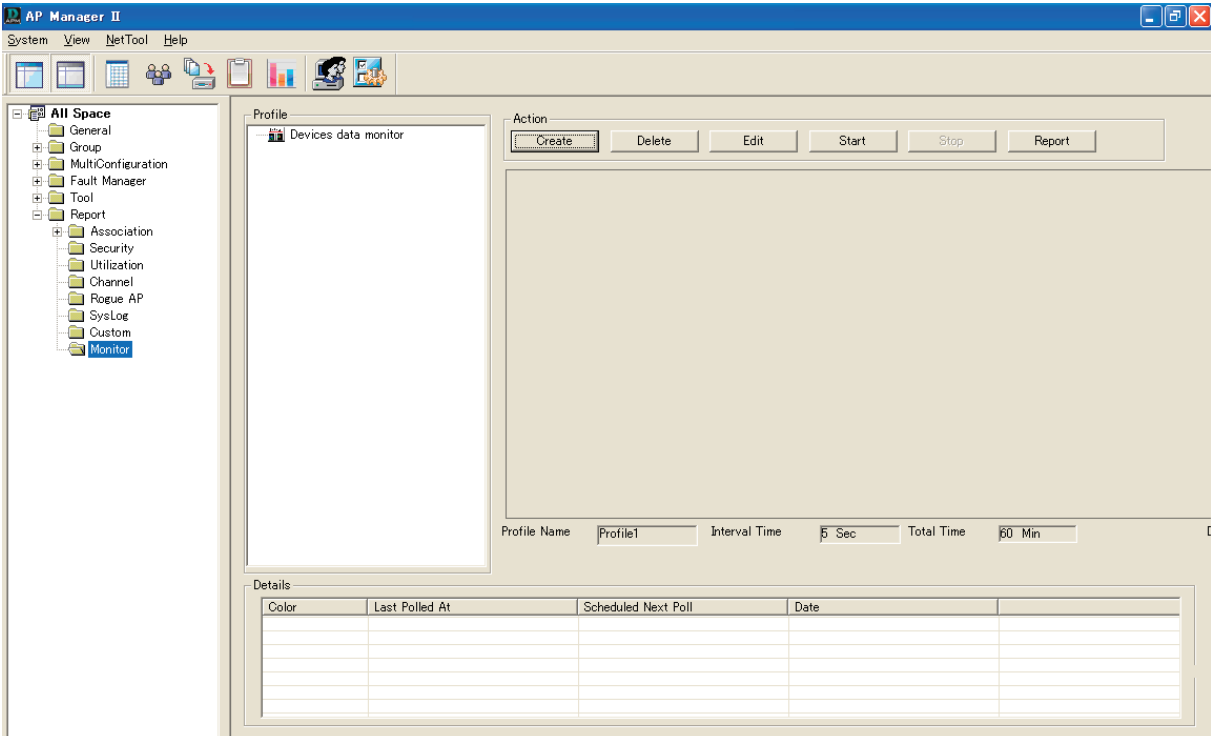 AP Manager II
System View NetTool Help
All Space
General
Group
MultiConfiguration
Fault Manager
Tool
Report
Association
Security
Utilization
Channel
Rogue AP
SysLog
Custom
Monitor
Profile
Devices data monitor
Action
Create Delete Edit Start Stop Report
Profile Name Profile1 Interval Time 5 Sec Total Time 60 Min
Details
Color Last Polled At Scheduled Next Poll Date